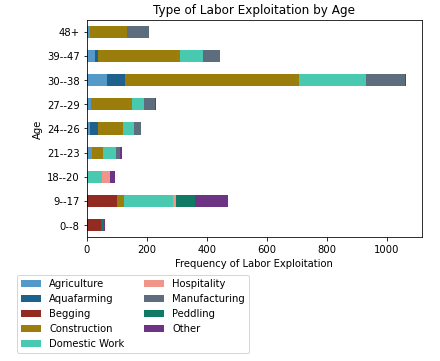 Type of Labor Exploitation by Age
Age
48+
39--47
30--38
27--29
24--26
21--23
18--20
9--17
0--8
0 200 400 600 800 1000
Frequency of Labor Exploitation
Agriculture Hospitality
Aquafarming Manufacturing
Begging Peddling
Construction Other
Domestic Work